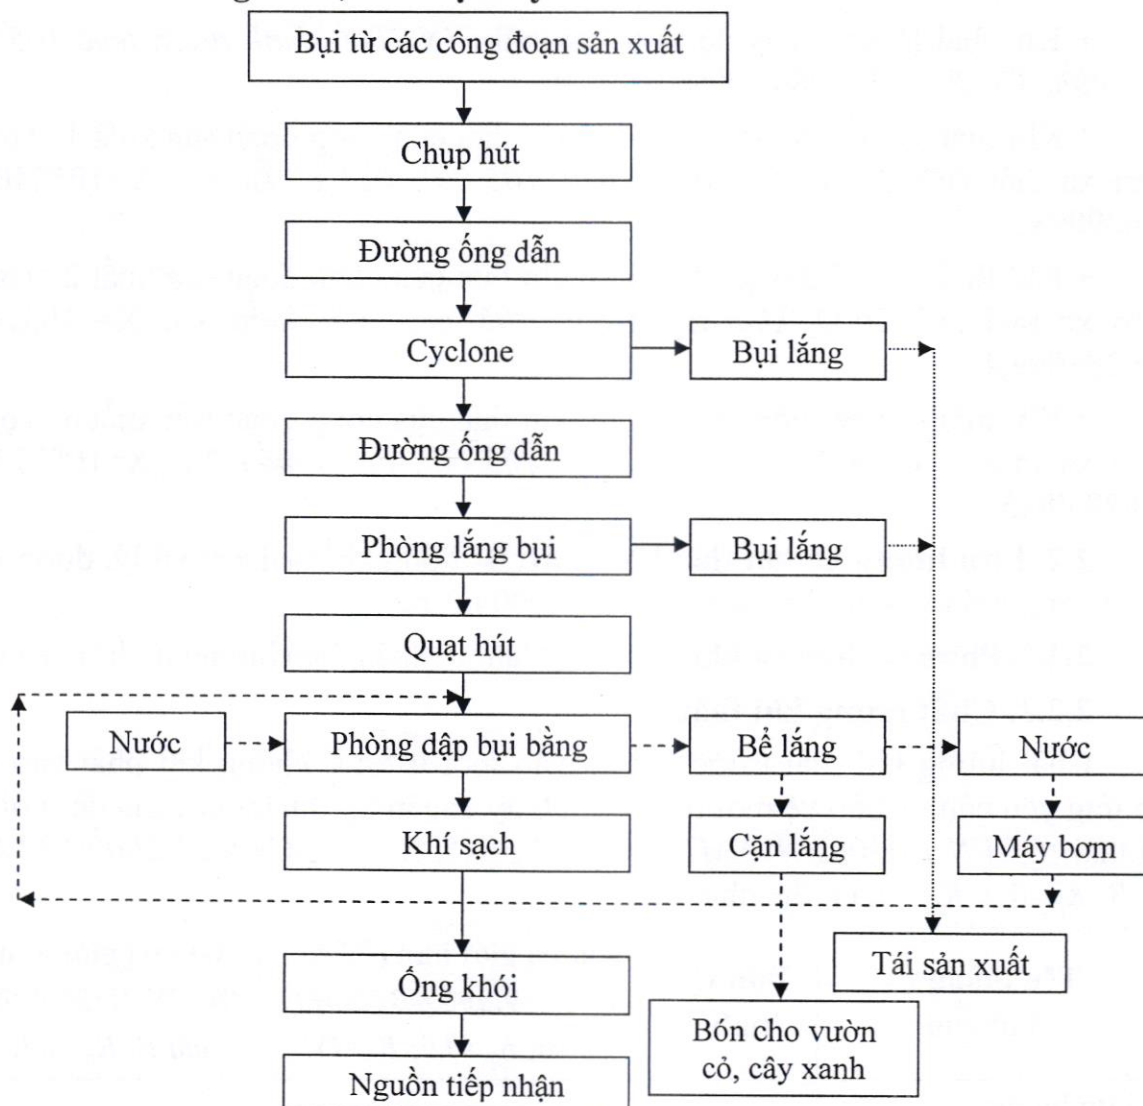 Bụi từ các công đoạn sản xuất
Chụp hút
Đường ống dẫn
Cyclone
Bụi lắng
Đường ống dẫn
Phòng lắng bụi
Bụi lắng
Quạt hút
Nước
Phòng dập bụi bằng
Bể lắng
Nước
Khí sạch
Cặn lắng
Máy bơm
Tái sản xuất
Ống khói
Bón cho vườn
cỏ, cây xanh
Nguồn tiếp nhận